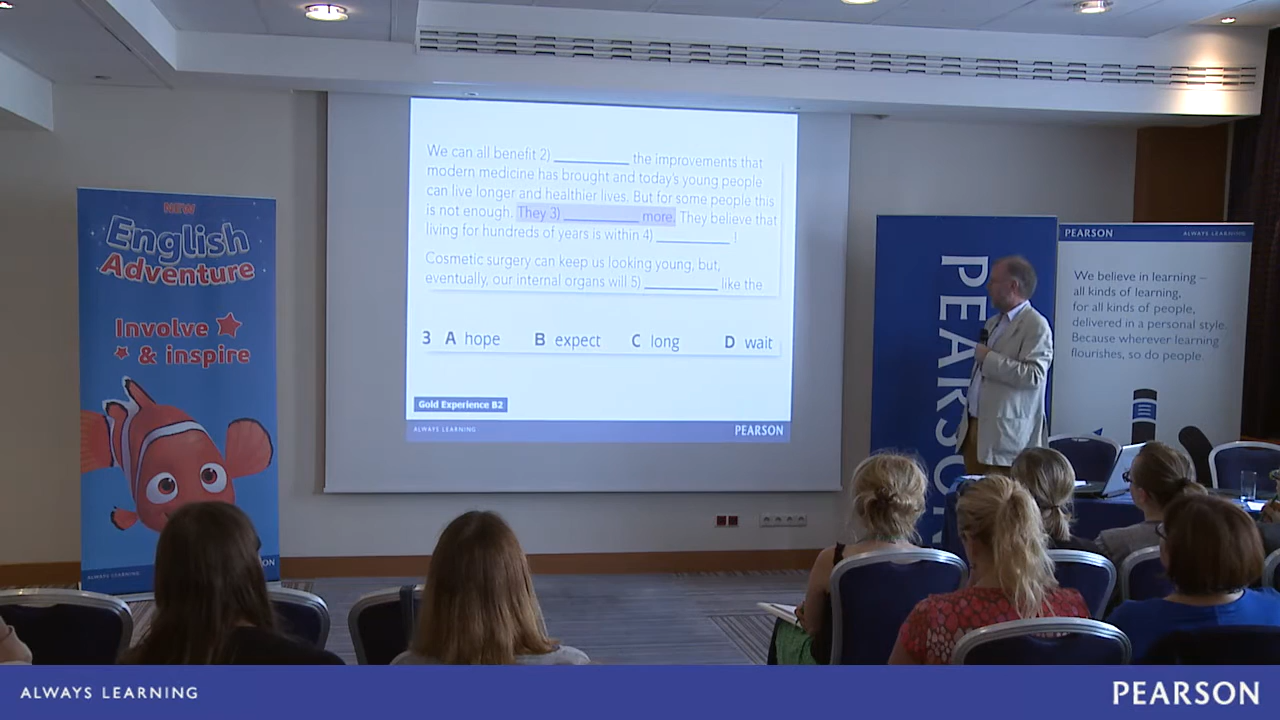 NEW
English
Adventure
Involve
& inspire
ALWAYS LEARNING
We can all benefit 2) __________ the improvements that
modern medicine has brought and today's young people
can live longer and healthier lives. But for some people this
is not enough. They 3) __________ more. They believe that
living for hundreds of years is within 4) __________ !
Cosmetic surgery can keep us looking young, but,
eventually, our internal organs will 5) __________ like the
3 A hope B expect C long D wait
Gold Experience B2
ALWAYS LEARNING PEARSON
PEARSON
PEARSON ALWAYS LEARNING
We believe in learning –
all kinds of learning,
for all kinds of people,
delivered in a personal style.
Because wherever learning
flourishes, so do people.
ALWAYS LEARNING PEARSON